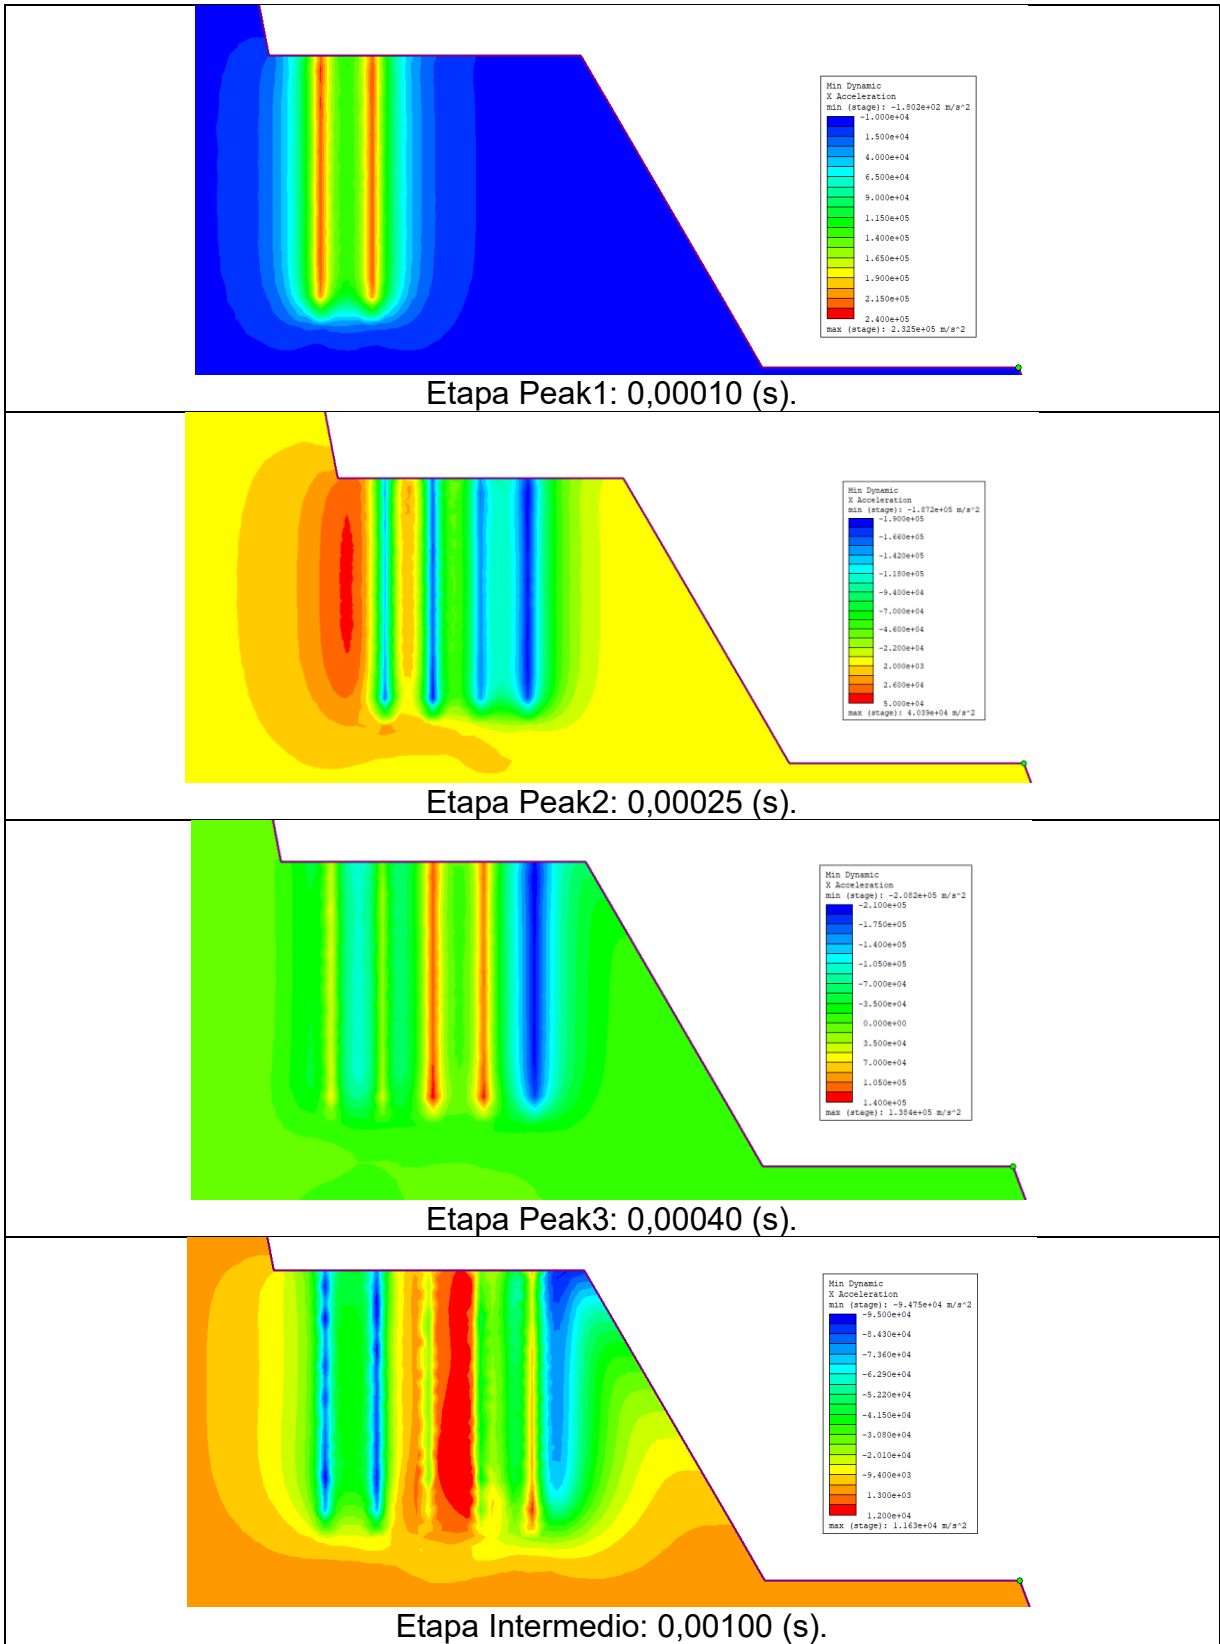 Min Dynamic
X Acceleration
min (stage): -1.802e+02 m/s^2
-1.000e+04
1.500e+04
4.000e+04
6.500e+04
9.000e+04
1.150e+05
1.400e+05
1.650e+05
1.900e+05
2.150e+05
2.400e+05
max (stage): 2.325e+05 m/s^2
Etapa Peak1: 0,00010 (s).
Min Dynamic
X Acceleration
min (stage): -1.872e+05 m/s^2
-1.900e+05
-1.660e+05
-1.420e+05
-1.180e+05
-9.400e+04
-7.000e+04
-4.600e+04
-2.200e+04
2.000e+03
2.600e+04
5.000e+04
max (stage): 4.039e+04 m/s^2
Etapa Peak2: 0,00025 (s).
Min Dynamic
X Acceleration
min (stage): -2.082e+05 m/s^2
-2.100e+05
-1.750e+05
-1.400e+05
-1.050e+05
-7.000e+04
-3.500e+04
0.000e+00
3.500e+04
7.000e+04
1.050e+05
1.400e+05
max (stage): 1.384e+05 m/s^2
Etapa Peak3: 0,00040 (s).
Min Dynamic
X Acceleration
min (stage): -9.475e+04 m/s^2
-9.500e+04
-8.430e+04
-7.360e+04
-6.290e+04
-5.220e+04
-4.150e+04
-3.080e+04
-2.010e+04
-9.400e+03
1.300e+03
1.200e+04
max (stage): 1.163e+04 m/s^2
Etapa Intermedio: 0,00100 (s).